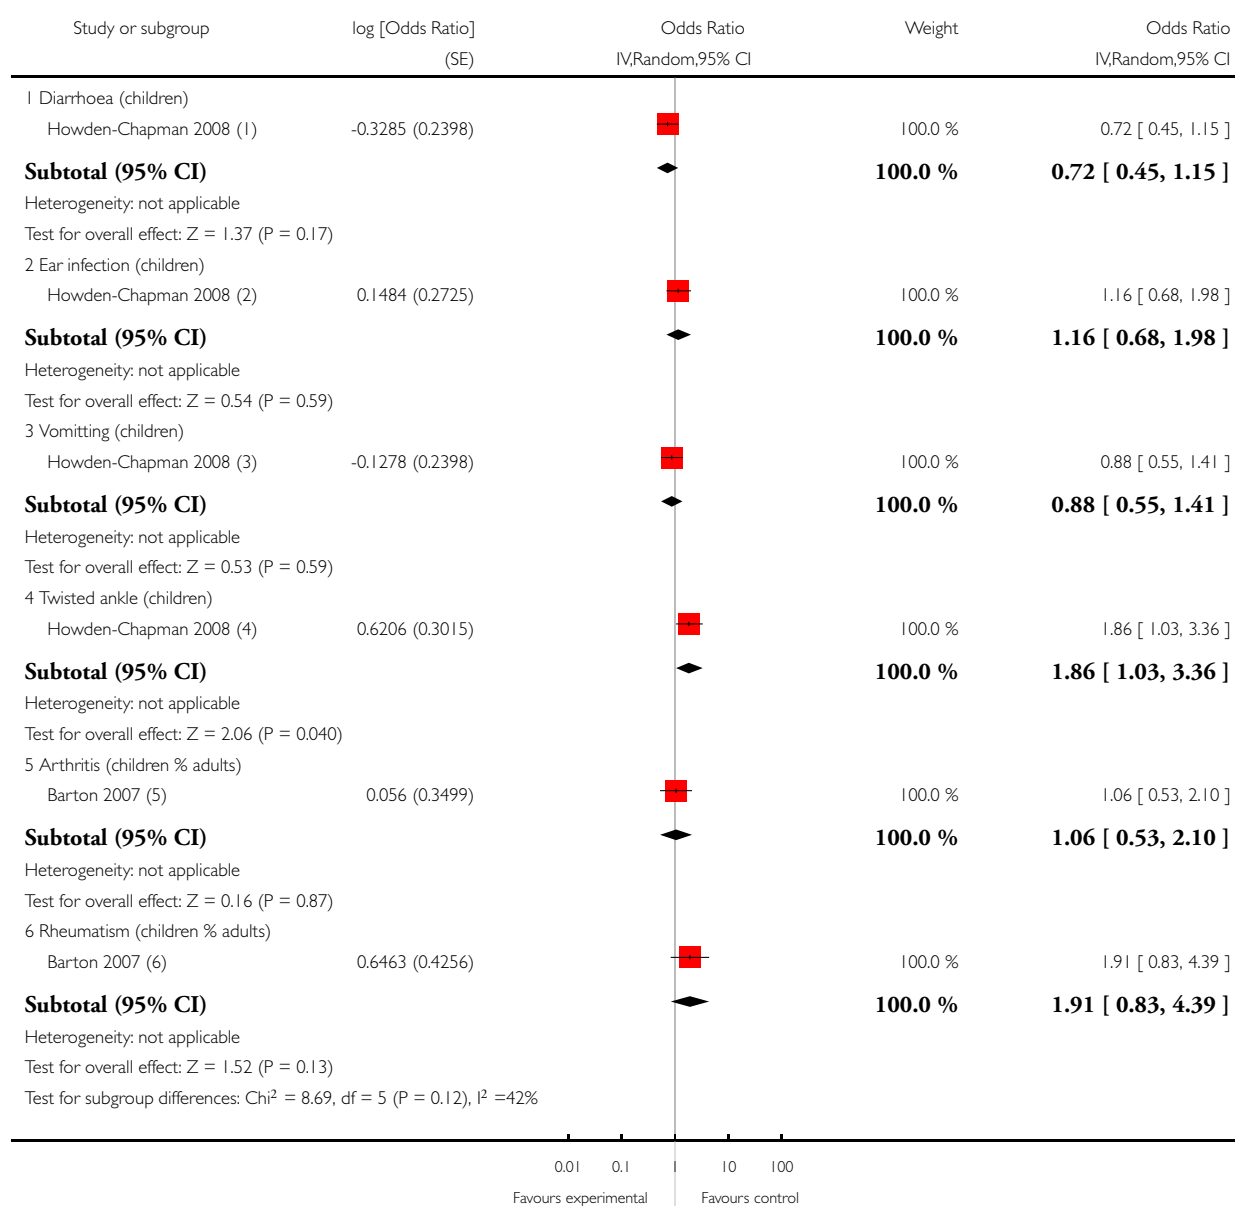 Study or subgroup log [Odds Ratio] Odds Ratio Weight Odds Ratio
(SE) IV,Random,95% CI IV,Random,95% CI
1 Diarrhoea (children)
Howden-Chapman 2008 (1) -0.3285 (0.2398) 100.0 % 0.72 [ 0.45, 1.15 ]
Subtotal (95% CI) 100.0 % 0.72 [ 0.45, 1.15 ]
Heterogeneity: not applicable
Test for overall effect: Z = 1.37 (P = 0.17)
2 Ear infection (children)
Howden-Chapman 2008 (2) 0.1484 (0.2725) 100.0 % 1.16 [ 0.68, 1.98 ]
Subtotal (95% CI) 100.0 % 1.16 [ 0.68, 1.98 ]
Heterogeneity: not applicable
Test for overall effect: Z = 0.54 (P = 0.59)
3 Vomitting (children)
Howden-Chapman 2008 (3) -0.1278 (0.2398) 100.0 % 0.88 [ 0.55, 1.41 ]
Subtotal (95% CI) 100.0 % 0.88 [ 0.55, 1.41 ]
Heterogeneity: not applicable
Test for overall effect: Z = 0.53 (P = 0.59)
4 Twisted ankle (children)
Howden-Chapman 2008 (4) 0.6206 (0.3015) 100.0 % 1.86 [ 1.03, 3.36 ]
Subtotal (95% CI) 100.0 % 1.86 [ 1.03, 3.36 ]
Heterogeneity: not applicable
Test for overall effect: Z = 2.06 (P = 0.040)
5 Arthritis (children % adults)
Barton 2007 (5) 0.056 (0.3499) 100.0 % 1.06 [ 0.53, 2.10 ]
Subtotal (95% CI) 100.0 % 1.06 [ 0.53, 2.10 ]
Heterogeneity: not applicable
Test for overall effect: Z = 0.16 (P = 0.87)
6 Rheumatism (children % adults)
Barton 2007 (6) 0.6463 (0.4256) 100.0 % 1.91 [ 0.83, 4.39 ]
Subtotal (95% CI) 100.0 % 1.91 [ 0.83, 4.39 ]
Heterogeneity: not applicable
Test for overall effect: Z = 1.52 (P = 0.13)
Test for subgroup differences: Chi² = 8.69, df = 5 (P = 0.12), I² =42%
0.01 0.1 1 10 100
Favours experimental Favours control